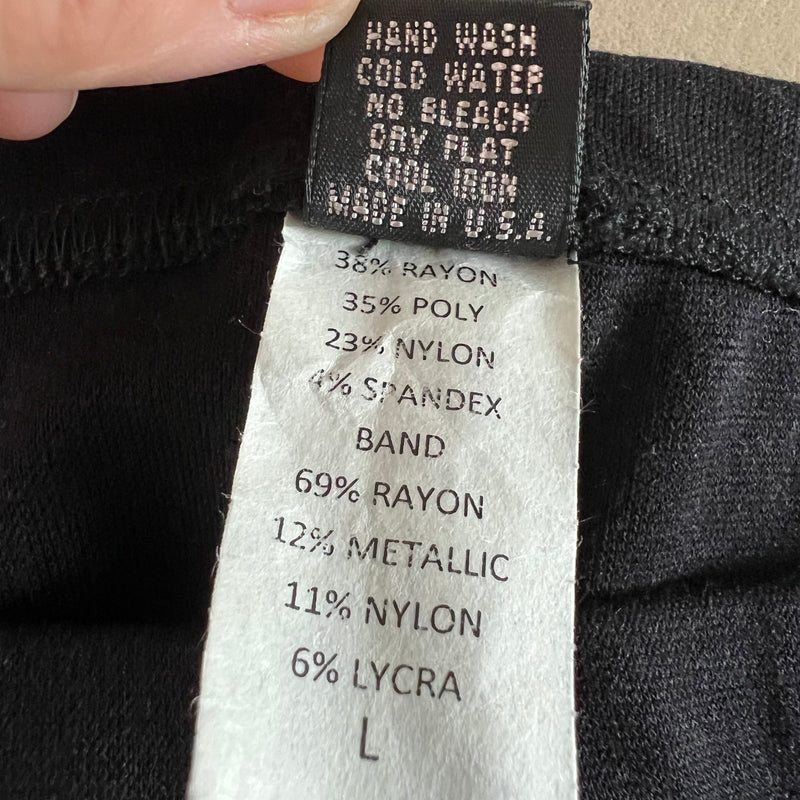 HAND WASH
COLD WATER
NO BLEACH
DRY FLAT
COOL IRON
MADE IN U.S.A.
38% RAYON
35% POLY
23% NYLON
4% SPANDEX
BAND
69% RAYON
12% METALLIC
11% NYLON
6% LYCRA
L